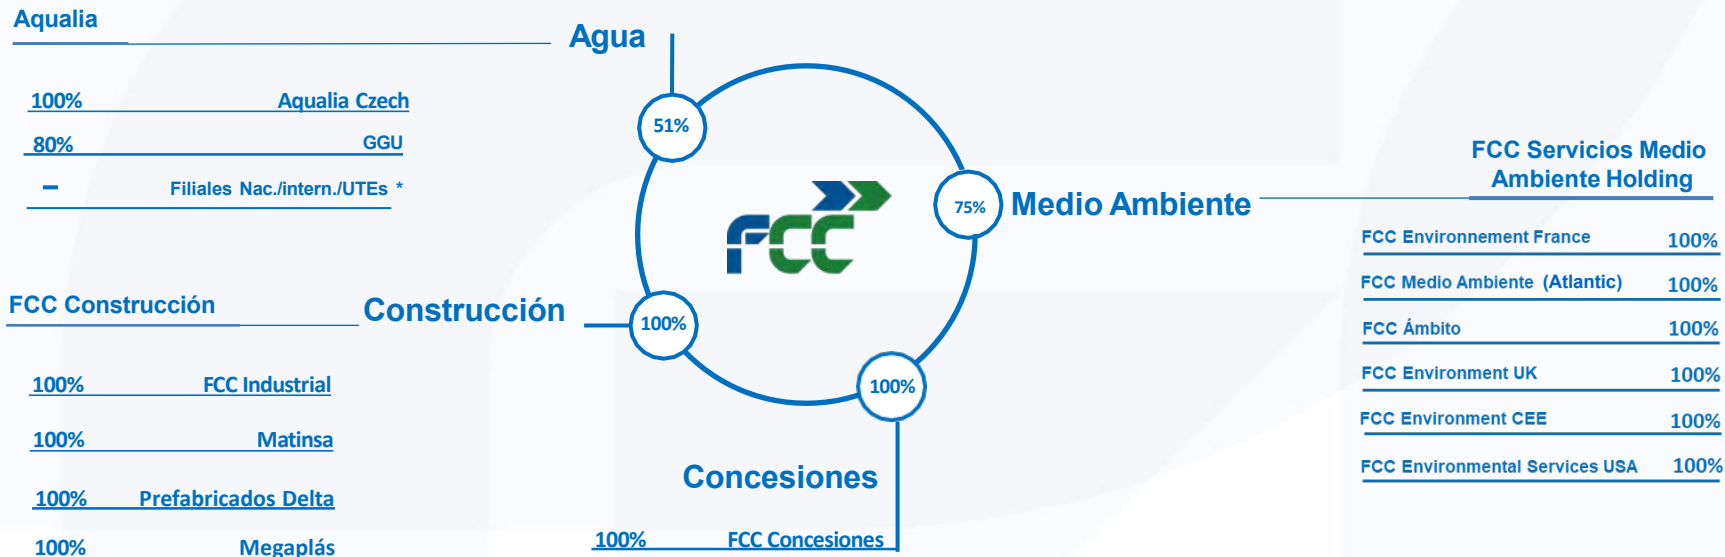 Aqualia
Agua
51%
100% Aqualia Czech
80% GGU
– Filiales Nac./intern./UTEs *
FCC
75%
Medio Ambiente
FCC Servicios Medio
Ambiente Holding
FCC Environnement France 100%
FCC Medio Ambiente (Atlantic) 100%
FCC Ámbito 100%
FCC Environment UK 100%
FCC Environment CEE 100%
FCC Environmental Services USA 100%
FCC Construcción
Construcción
100%
100% FCC Industrial
100% Matinsa
100% Prefabricados Delta
100% Megaplás
100%
Concesiones
100% FCC Concesiones